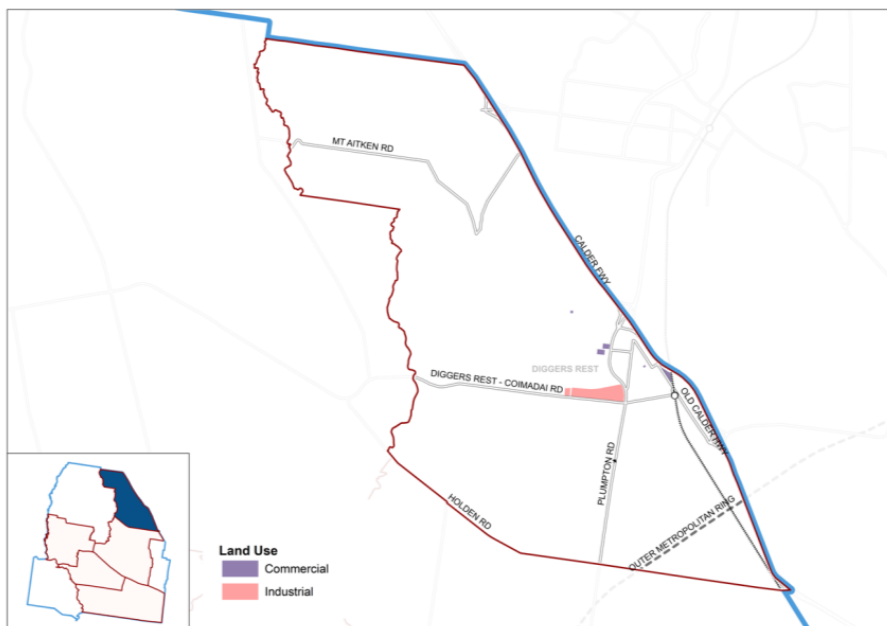 MT AITKEN RD
CALDER FWY
DIGGERS REST
DIGGERS REST - COIMADAI RD
OLD CALDER HWY
PLUMPTON RD
HOLDEN RD
OUTER METROPOLITAN RING
Land Use
Commercial
Industrial